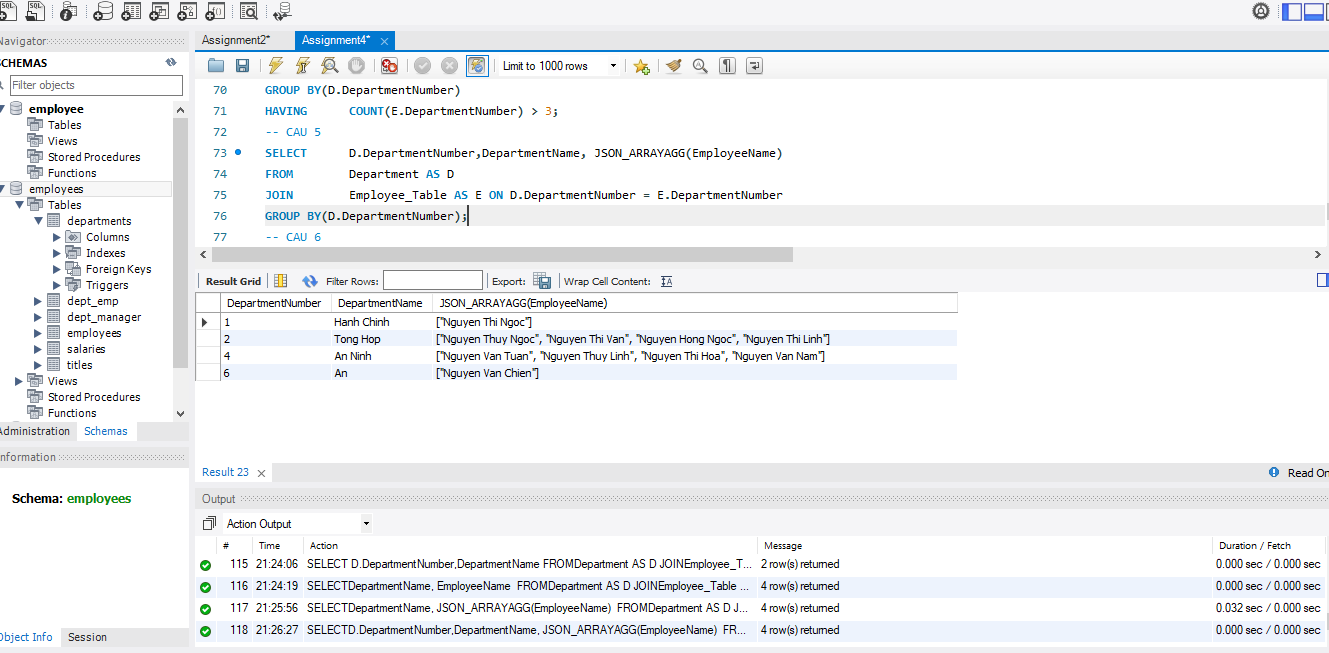 Assignment2*
Assignment4*
Navigator
SCHEMAS
Filter objects
employee
Tables
Views
Stored Procedures
Functions
employees
Tables
departments
Columns
Indexes
Foreign Keys
Triggers
dept_emp
dept_manager
employees
salaries
titles
Views
Stored Procedures
Functions
Administration Schemas
Information
Schema: employees
Object Info Session
Limit to 1000 rows
70 GROUP BY(D.DepartmentNumber)
71 HAVING COUNT(E.DepartmentNumber) > 3;
72 -- CAU 5
73 SELECT D.DepartmentNumber,DepartmentName, JSON_ARRAYAGG(EmployeeName)
74 FROM Department AS D
75 JOIN Employee_Table AS E ON D.DepartmentNumber = E.DepartmentNumber
76 GROUP BY(D.DepartmentNumber);
77 -- CAU 6
Result Grid Filter Rows: Export: Wrap Cell Content:
DepartmentNumber DepartmentName JSON_ARRAYAGG(EmployeeName)
1 Hanh Chinh ["Nguyen Thi Ngoc"]
2 Tong Hop ["Nguyen Thuy Ngoc", "Nguyen Thi Van", "Nguyen Hong Ngoc", "Nguyen Thi Linh"]
4 An Ninh ["Nguyen Van Tuan", "Nguyen Thuy Linh", "Nguyen Thi Hoa", "Nguyen Van Nam"]
6 An ["Nguyen Van Chien"]
Result 23 Read On
Output
Action Output
# Time Action Message Duration / Fetch
115 21:24:06 SELECT D.DepartmentNumber,DepartmentName FROMDepartment AS D JOINEmployee_T... 2 row(s) returned 0.000 sec / 0.000 sec
116 21:24:19 SELECTDepartmentName, EmployeeName FROMDepartment AS D JOINEmployee_Table ... 4 row(s) returned 0.000 sec / 0.000 sec
117 21:25:56 SELECTDepartmentName, JSON_ARRAYAGG(EmployeeName) FROMDepartment AS D J... 4 row(s) returned 0.032 sec / 0.000 sec
118 21:26:27 SELECTD.DepartmentNumber,DepartmentName, JSON_ARRAYAGG(EmployeeName) FR... 4 row(s) returned 0.000 sec / 0.000 sec